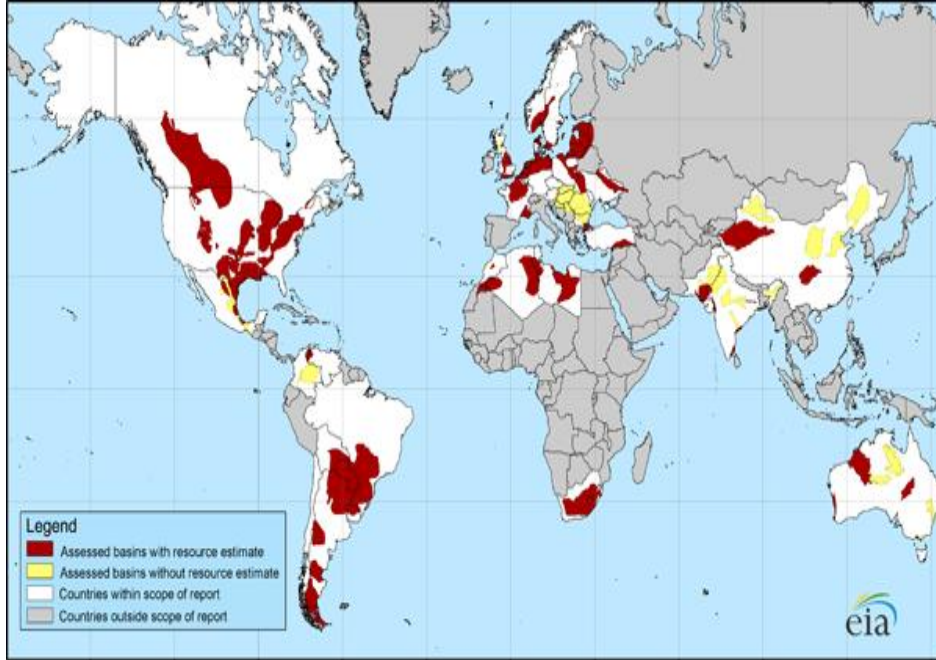 Legend
Assessed basins with resource estimate
Assessed basins without resource estimate
Countries within scope of report
Countries outside scope of report
eia